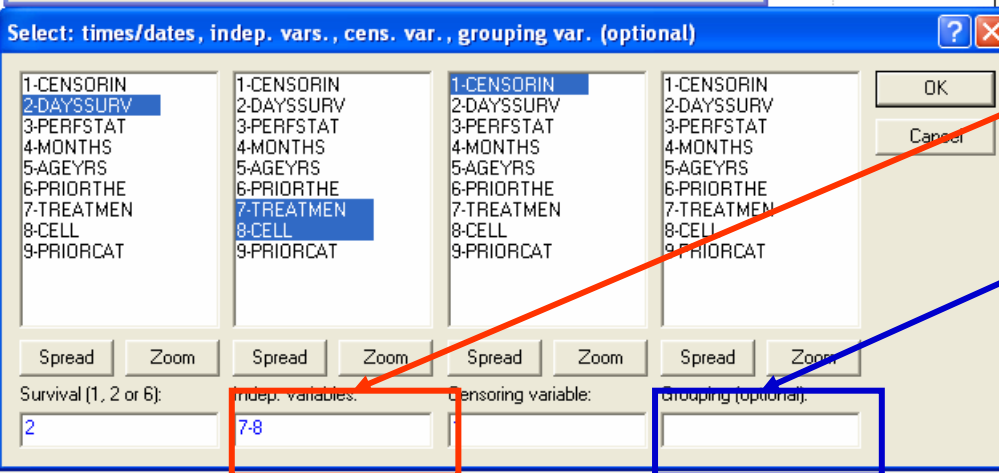 Select: times/dates, indep. vars., cens. var., grouping var. (optional)
1-CENSORIN
2-DAYSSURV
3-PERFSTAT
4-MONTHS
5-AGEYRS
6-PRIORTHE
7-TREATMEN
8-CELL
9-PRIORCAT
1-CENSORIN
2-DAYSSURV
3-PERFSTAT
4-MONTHS
5-AGEYRS
6-PRIORTHE
7-TREATMEN
8-CELL
9-PRIORCAT
1-CENSORIN
2-DAYSSURV
3-PERFSTAT
4-MONTHS
5-AGEYRS
6-PRIORTHE
7-TREATMEN
8-CELL
9-PRIORCAT
1-CENSORIN
2-DAYSSURV
3-PERFSTAT
4-MONTHS
5-AGEYRS
6-PRIORTHE
7-TREATMEN
8-CELL
9-PRIORCAT
OK
Cancel
Spread Zoom Spread Zoom Spread Zoom Spread Zoom
Survival (1, 2 or 6): Indep. variables: Censoring variable: Grouping (optional):
2 7-8